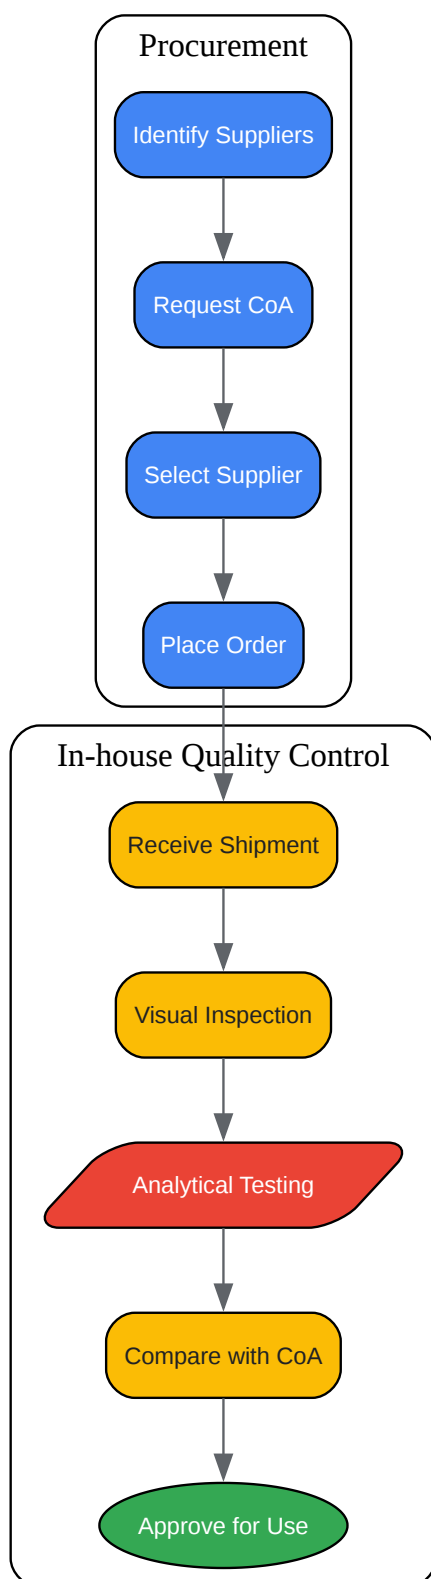 Procurement
Identify Suppliers
Request CoA
Select Supplier
Place Order
In-house Quality Control
Receive Shipment
Visual Inspection
Analytical Testing
Compare with CoA
Approve for Use